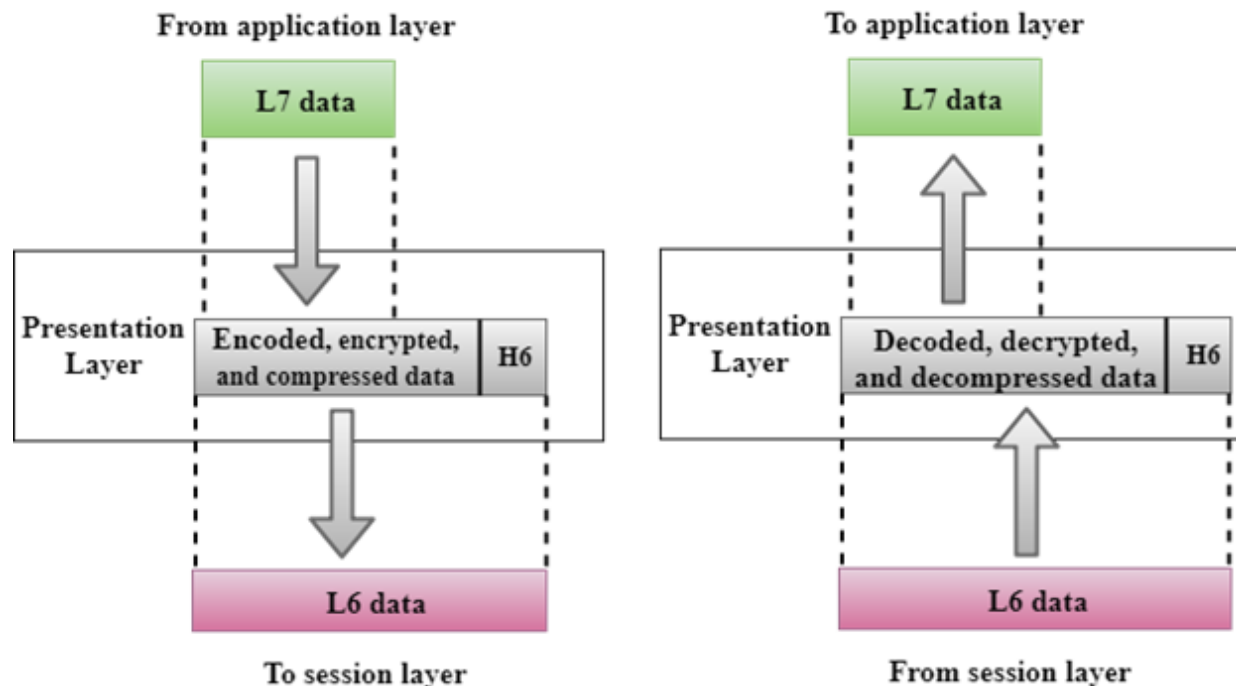 From application layer
L7 data
Presentation
Layer
Encoded, encrypted,
and compressed data
H6
L6 data
To session layer
To application layer
L7 data
Presentation
Layer
Decoded, decrypted,
and decompressed data
H6
L6 data
From session layer